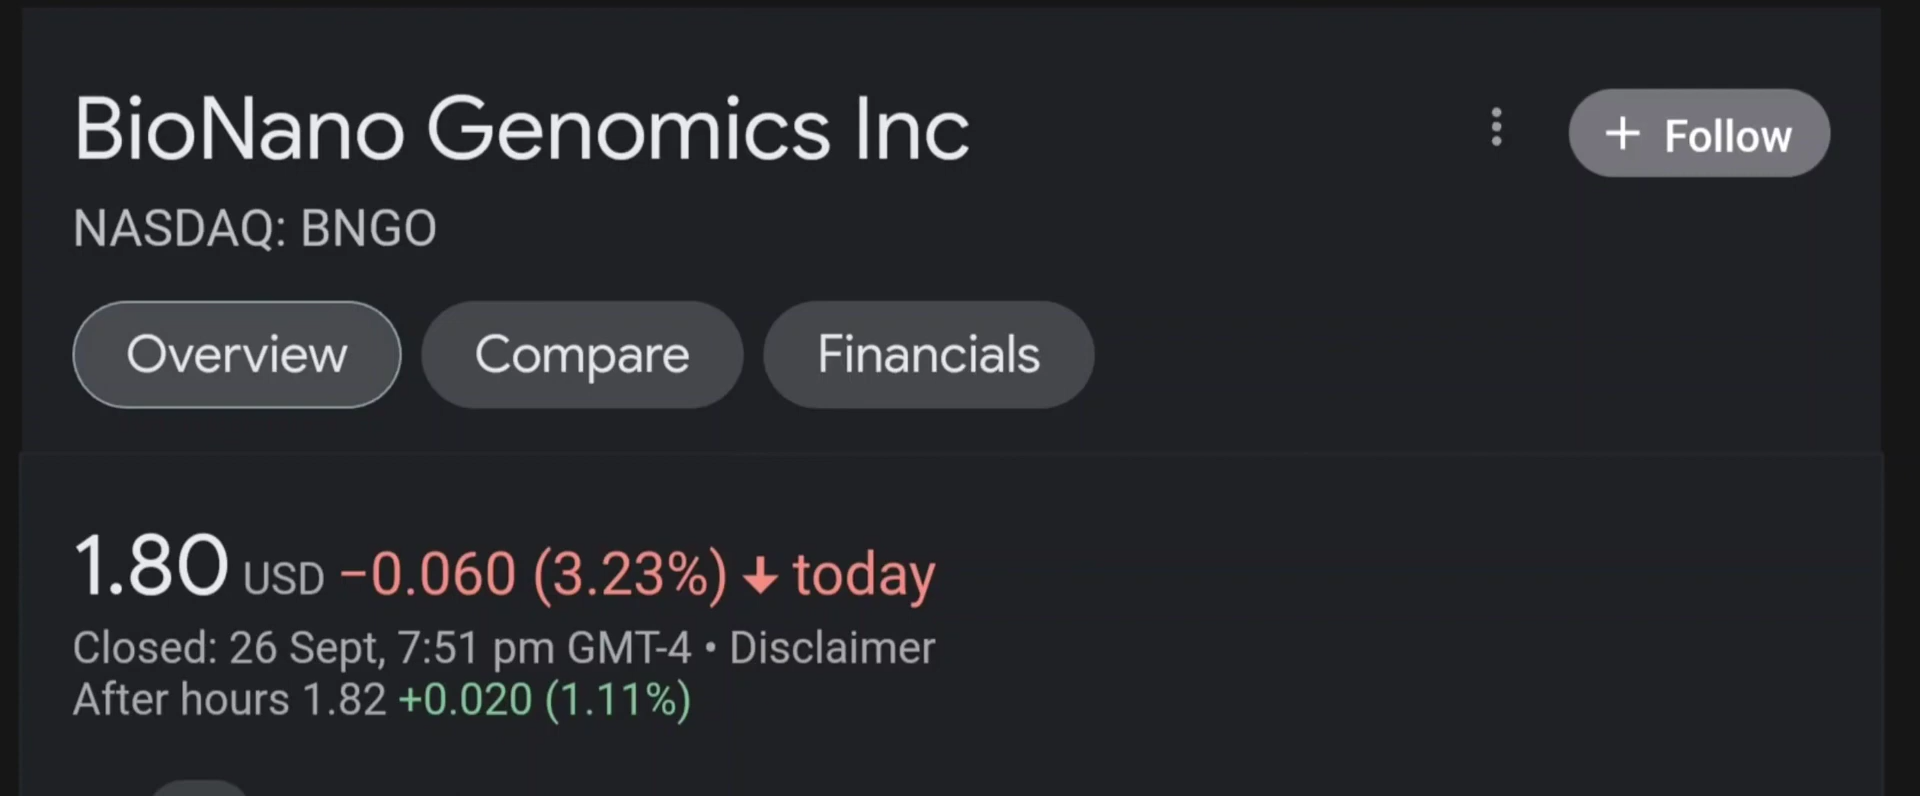 BioNano Genomics Inc
+ Follow
NASDAQ: BNGO
Overview Compare Financials
1.80 USD −0.060 (3.23%) ↓ today
Closed: 26 Sept, 7:51 pm GMT-4 • Disclaimer
After hours 1.82 +0.020 (1.11%)